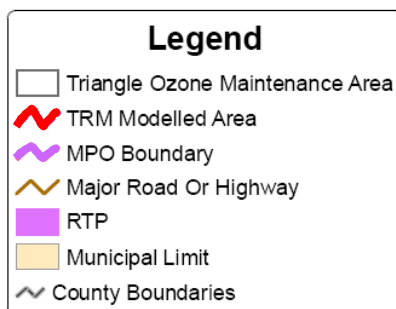 Legend
Triangle Ozone Maintenance Area
TRM Modelled Area
MPO Boundary
Major Road Or Highway
RTP
Municipal Limit
County Boundaries